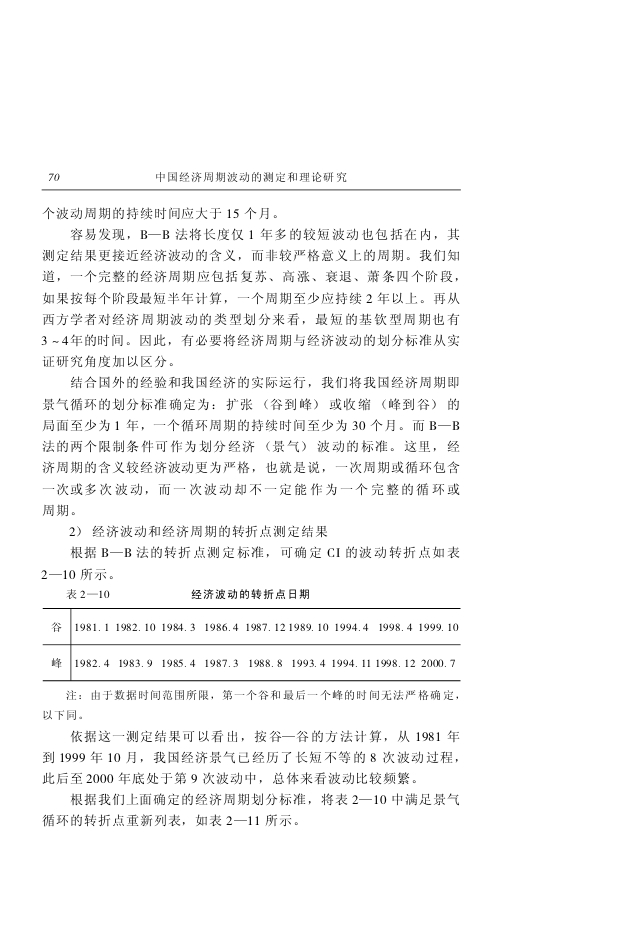 70 中国经济周期波动的测定和理论研究
个波动周期的持续时间应大于 15 个月。
容易发现，B—B 法将长度仅 1 年多的较短波动也包括在内，其
测定结果更接近经济波动的含义，而非较严格意义上的周期。我们知
道，一个完整的经济周期应包括复苏、高涨、衰退、萧条四个阶段，
如果按每个阶段最短半年计算，一个周期至少应持续 2 年以上。再从
西方学者对经济周期波动的类型划分来看，最短的基钦型周期也有
3～4年的时间。因此，有必要将经济周期与经济波动的划分标准从实
证研究角度加以区分。
结合国外的经验和我国经济的实际运行，我们将我国经济周期即
景气循环的划分标准确定为：扩张（谷到峰）或收缩（峰到谷）的
局面至少为 1 年，一个循环周期的持续时间至少为 30 个月。而 B—B
法的两个限制条件可作为划分经济（景气）波动的标准。这里，经
济周期的含义较经济波动更为严格，也就是说，一次周期或循环包含
一次或多次波动，而一次波动却不一定能作为一个完整的循环或
周期。
2） 经济波动和经济周期的转折点测定结果
根据 B—B 法的转折点测定标准，可确定 CI 的波动转折点如表
2—10 所示。
表 2—10 经济波动的转折点日期
谷 1981. 1 1982. 10 1984. 3 1986. 4 1987. 12 1989. 10 1994. 4 1998. 4 1999. 10
峰 1982. 4 1983. 9 1985. 4 1987. 3 1988. 8 1993. 4 1994. 11 1998. 12 2000. 7
注：由于数据时间范围所限，第一个谷和最后一个峰的时间无法严格确定，
以下同。
依据这一测定结果可以看出，按谷—谷的方法计算，从 1981 年
到 1999 年 10 月，我国经济景气已经历了长短不等的 8 次波动过程，
此后至 2000 年底处于第 9 次波动中，总体来看波动比较频繁。
根据我们上面确定的经济周期划分标准，将表 2—10 中满足景气
循环的转折点重新列表，如表 2—11 所示。